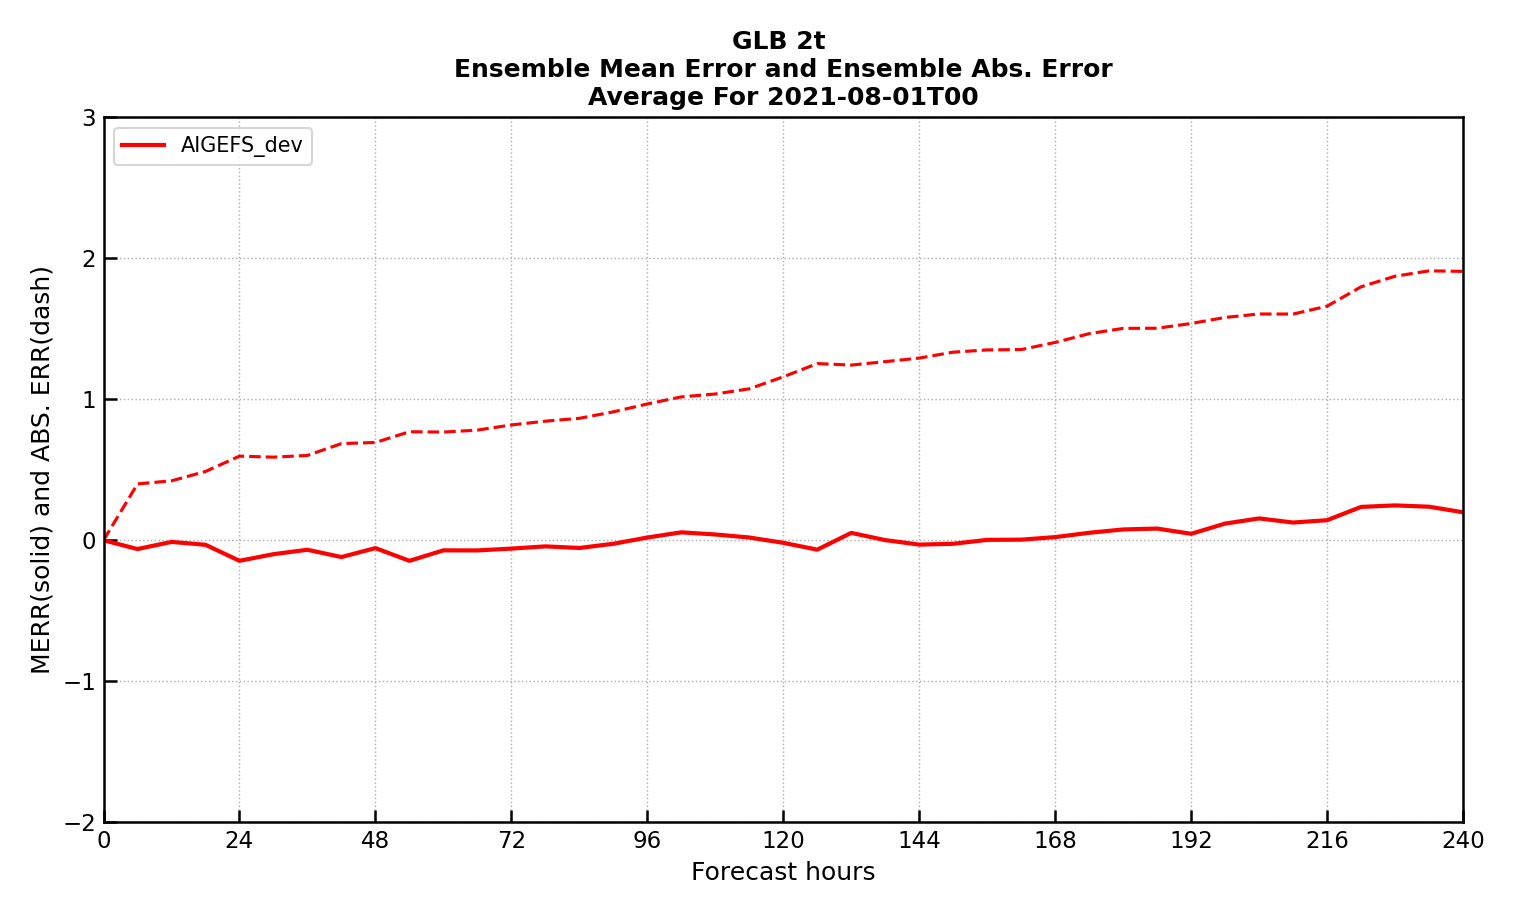 GLB 2t
Ensemble Mean Error and Ensemble Abs. Error
Average For 2021-08-01T00
AIGEFS_dev
MERR(solid) and ABS. ERR(dash)
3
2
1
0
−1
−2
0 24 48 72 96 120 144 168 192 216 240
Forecast hours